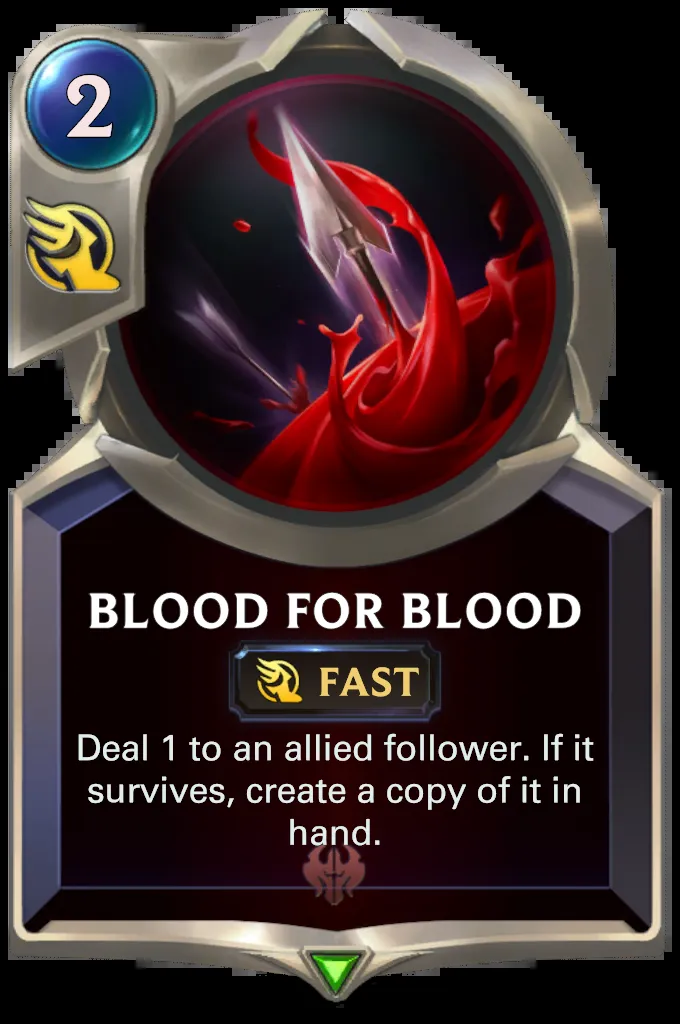 2
BLOOD FOR BLOOD
FAST
Deal 1 to an allied follower. If it
survives, create a copy of it in
hand.